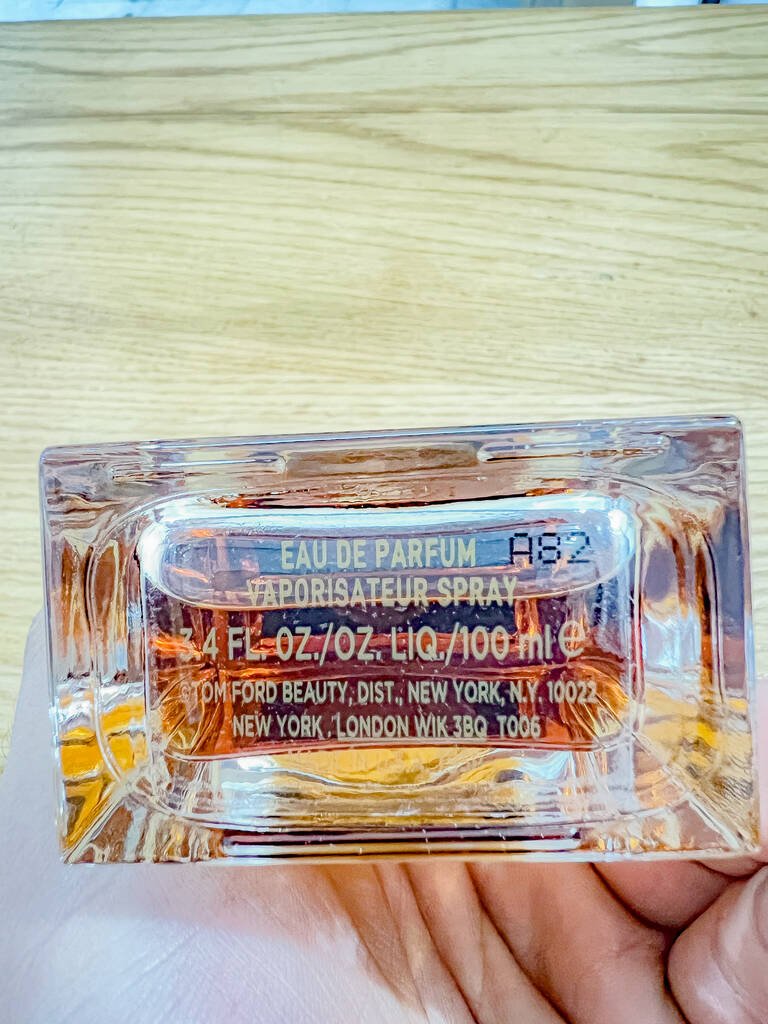 EAU DE PARFUM A82
VAPORISATEUR SPRAY
3.4 FL. OZ./OZ. LIQ./100 ml ℮
©TOM FORD BEAUTY, DIST., NEW YORK, N.Y. 10022
NEW YORK, LONDON W1K 3BQ T006